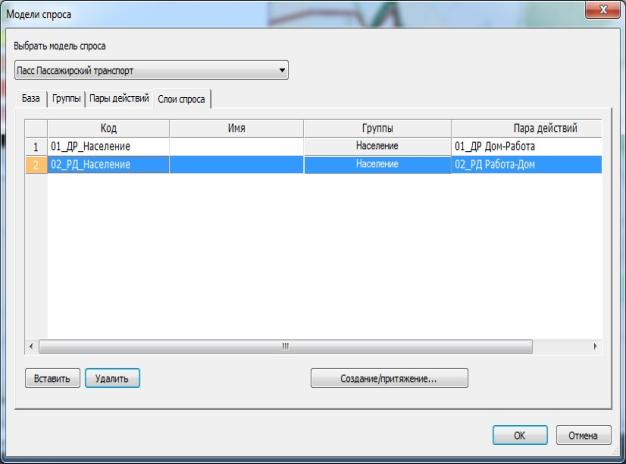 Модели спроса
Выбрать модель спроса
Пасс Пассажирский транспорт
База Группы Пары действий Слои спроса
Код Имя Группы Пара действий
1 01_ДР_Население Население 01_ДР Дом-Работа
2 02_РД_Население Население 02_РД Работа-Дом
Вставить Удалить Создание/притяжение...
OK Отмена